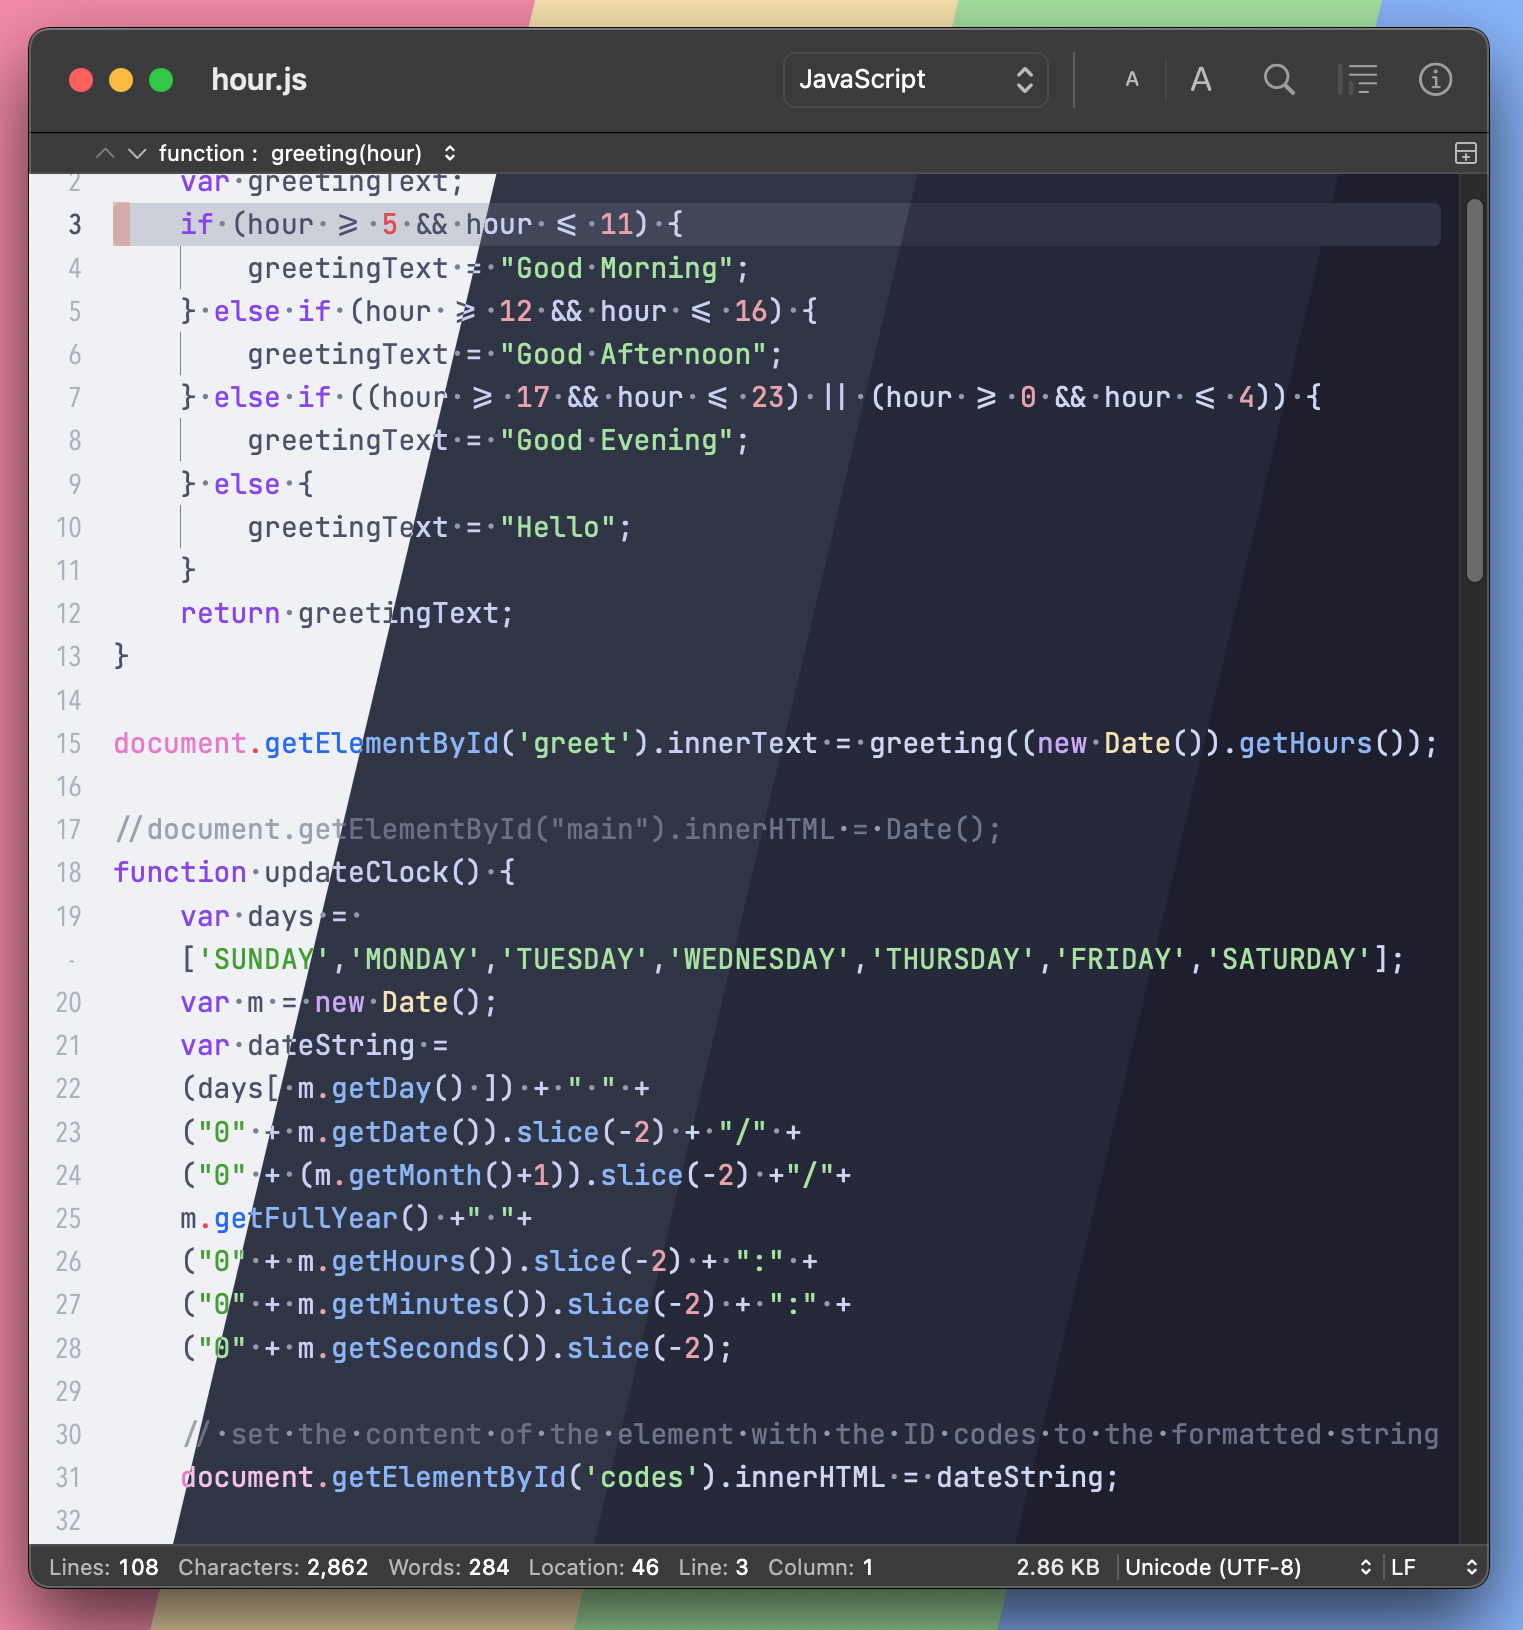 hour.js JavaScript A A
function : greeting(hour)
2 var·greetingText;
3 if·(hour·≥·5·&&·hour·≤·11)·{
4 greetingText·=·"Good·Morning";
5 }·else·if·(hour·≥·12·&&·hour·≤·16)·{
6 greetingText·=·"Good·Afternoon";
7 }·else·if·((hour·≥·17·&&·hour·≤·23)·||·(hour·≥·0·&&·hour·≤·4))·{
8 greetingText·=·"Good·Evening";
9 }·else·{
10 greetingText·=·"Hello";
11 }
12 return·greetingText;
13 }
14
15 document.getElementById('greet').innerText·=·greeting((new·Date()).getHours());
16
17 //document.getElementById("main").innerHTML·=·Date();
18 function·updateClock()·{
19 var·days·=·
- ['SUNDAY','MONDAY','TUESDAY','WEDNESDAY','THURSDAY','FRIDAY','SATURDAY'];
20 var·m·=·new·Date();
21 var·dateString·=
22 (days[·m.getDay()·])·+·"·"·+
23 ("0"·+·m.getDate()).slice(-2)·+·"/"·+
24 ("0"·+·(m.getMonth()+1)).slice(-2)·+"/"+
25 m.getFullYear()·+"·"+
26 ("0"·+·m.getHours()).slice(-2)·+·":"·+
27 ("0"·+·m.getMinutes()).slice(-2)·+·":"·+
28 ("0"·+·m.getSeconds()).slice(-2);
29
30 //·set·the·content·of·the·element·with·the·ID·codes·to·the·formatted·string
31 document.getElementById('codes').innerHTML·=·dateString;
32
Lines: 108 Characters: 2,862 Words: 284 Location: 46 Line: 3 Column: 1 2.86 KB Unicode (UTF-8) LF